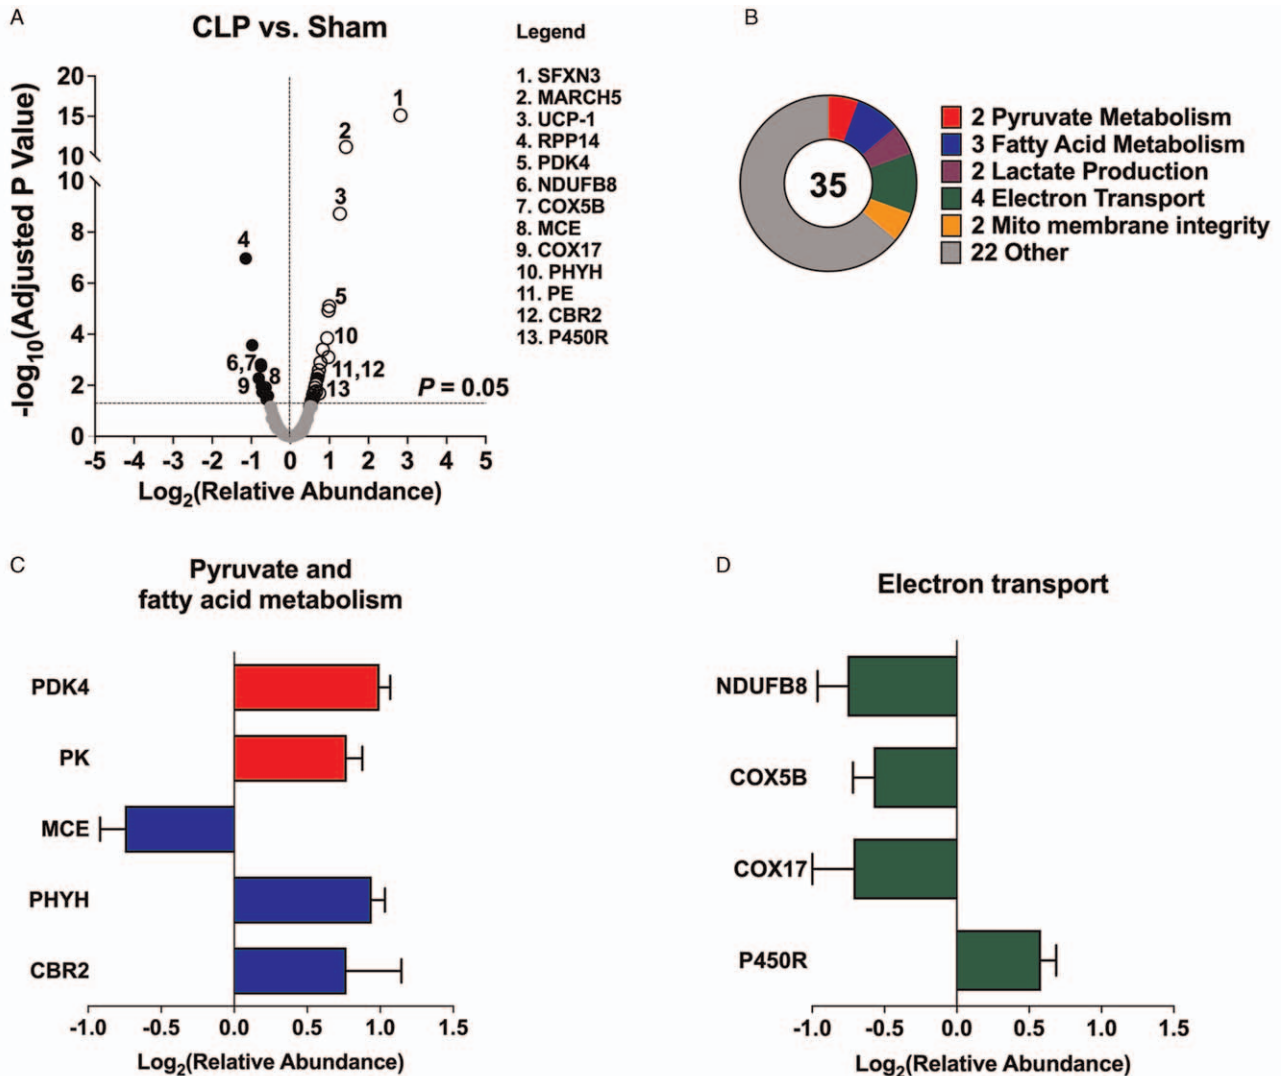 A
CLP vs. Sham
-log10(Adjusted P Value)
20
15
10
10
8
6
4
2
0
1
2
3
4
5
10
6,7
8
11,12
9
13
P = 0.05
-5 -4 -3 -2 -1 0 1 2 3 4 5
Log2(Relative Abundance)
Legend
1. SFXN3
2. MARCH5
3. UCP-1
4. RPP14
5. PDK4
6. NDUFB8
7. COX5B
8. MCE
9. COX17
10. PHYH
11. PE
12. CBR2
13. P450R
B
35
2 Pyruvate Metabolism
3 Fatty Acid Metabolism
2 Lactate Production
4 Electron Transport
2 Mito membrane integrity
22 Other
C
Pyruvate and
fatty acid metabolism
PDK4
PK
MCE
PHYH
CBR2
-1.0 -0.5 0.0 0.5 1.0 1.5
Log2(Relative Abundance)
D
Electron transport
NDUFB8
COX5B
COX17
P450R
-1.0 -0.5 0.0 0.5 1.0 1.5
Log2(Relative Abundance)